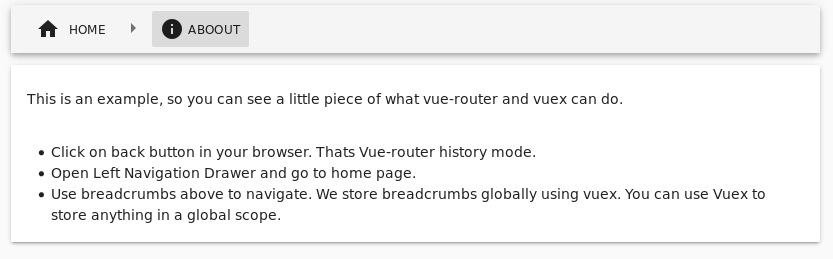 HOME ABOOUT
This is an example, so you can see a little piece of what vue-router and vuex can do.
Click on back button in your browser. Thats Vue-router history mode.
Open Left Navigation Drawer and go to home page.
Use breadcrumbs above to navigate. We store breadcrumbs globally using vuex. You can use Vuex to
store anything in a global scope.